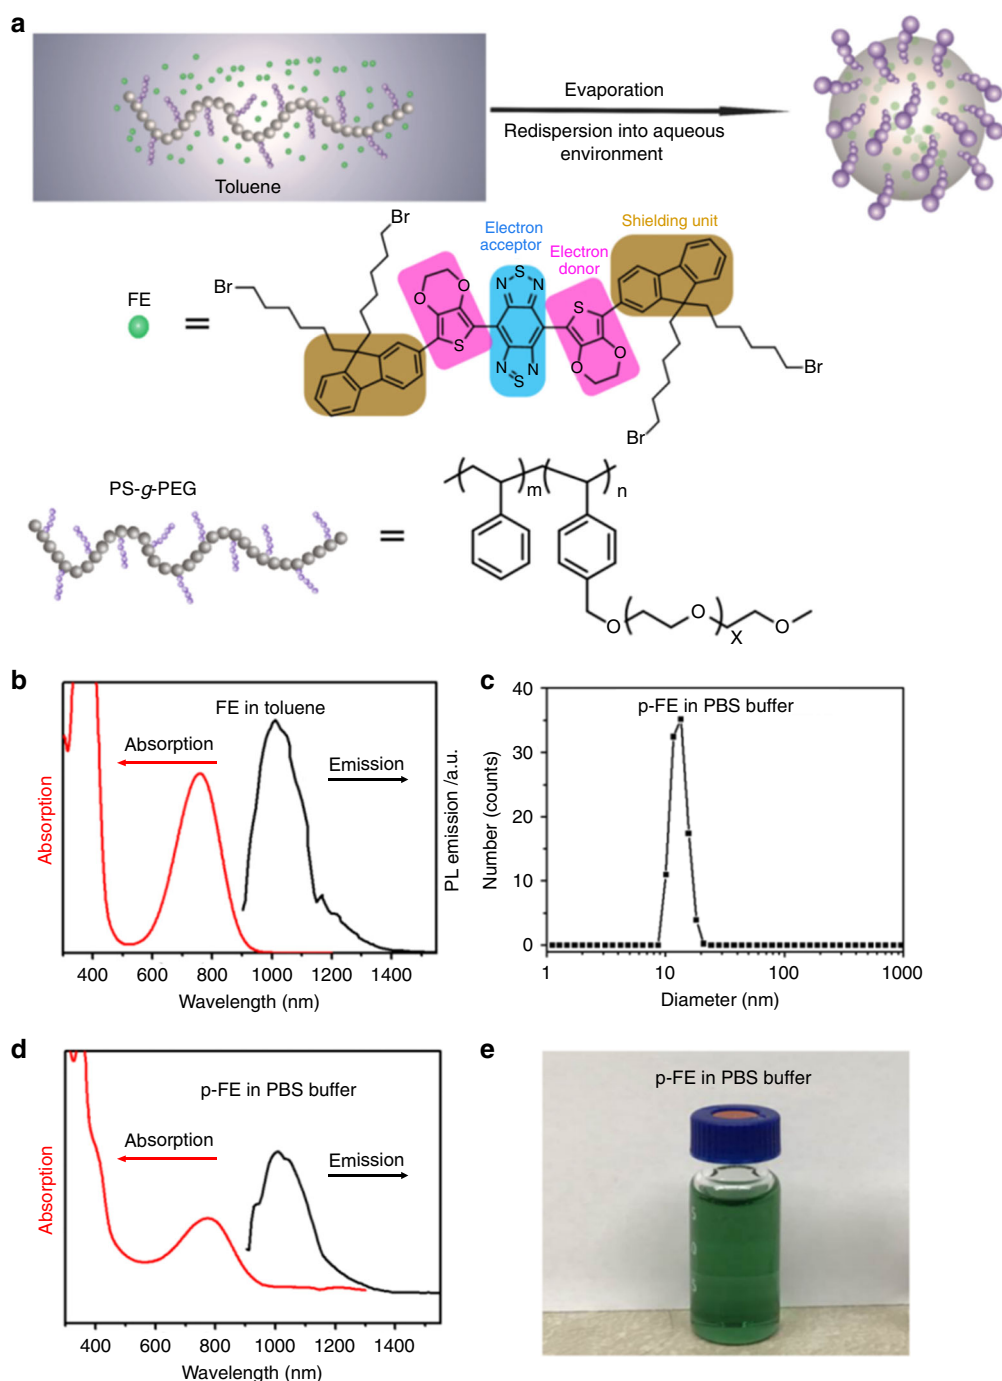 a
Toluene
Evaporation
Redispersion into aqueous
environment
FE
=
Electron
acceptor
Electron
donor
Shielding unit
Br
Br
O
O
S
N
S
N
N
S
N
S
O
O
Br
Br
PS-g-PEG
=
m
n
O
O
X
O
b
FE in toluene
Absorption
Emission
Absorption
PL emission /a.u.
400 600 800 1000 1200 1400
Wavelength (nm)
c
p-FE in PBS buffer
Number (counts)
40
30
20
10
0
1 10 100 1000
Diameter (nm)
d
p-FE in PBS buffer
Absorption
Emission
Absorption
400 600 800 1000 1200 1400
Wavelength (nm)
e
p-FE in PBS buffer